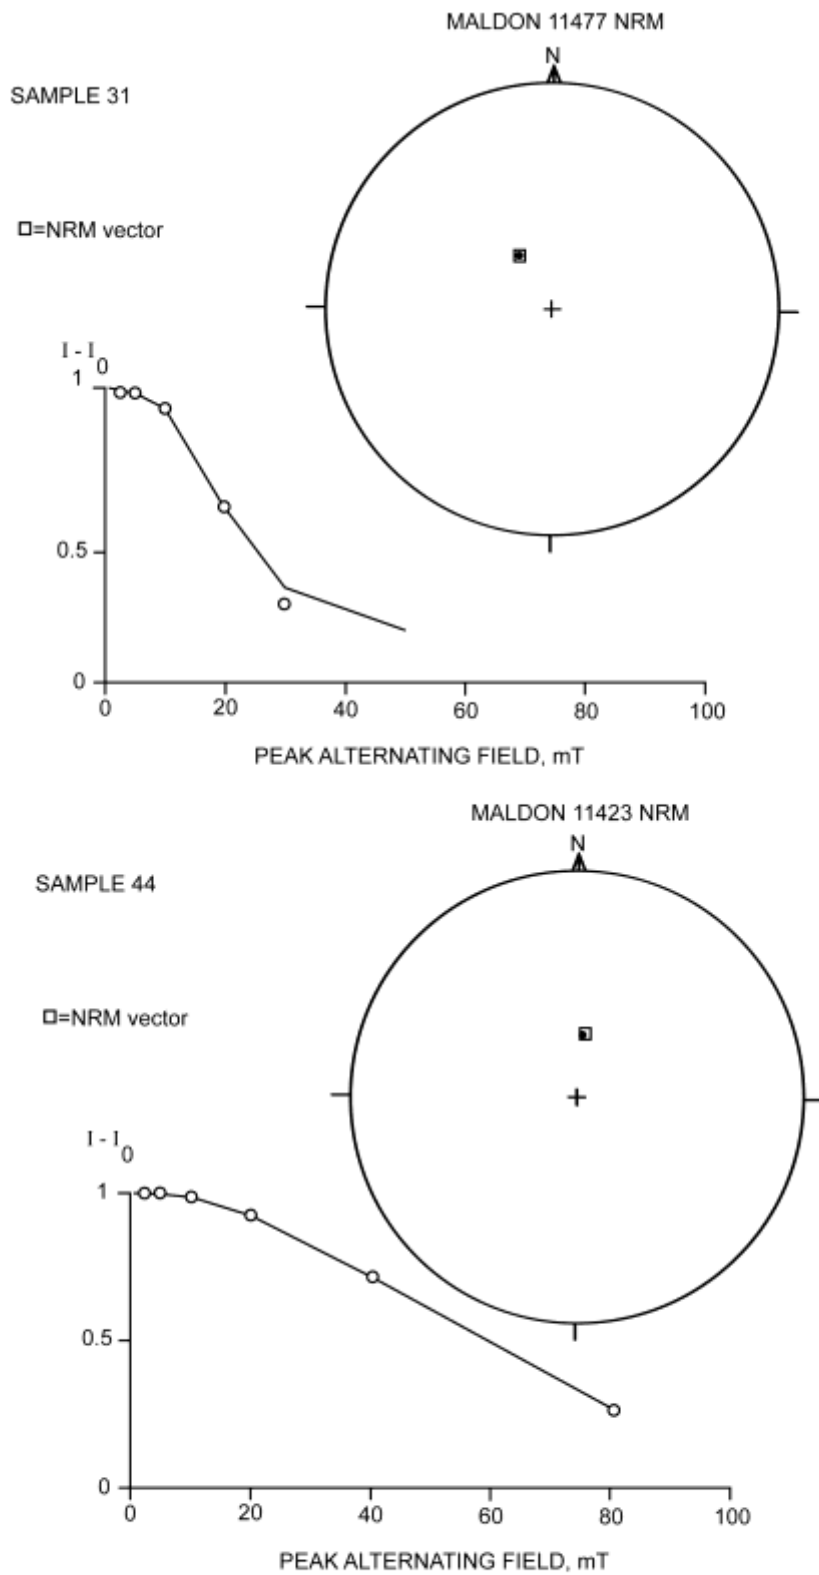 MALDON 11477 NRM
N
SAMPLE 31
=NRM vector
I - I0
1
0.5
0
0 20 40 60 80 100
PEAK ALTERNATING FIELD, mT
MALDON 11423 NRM
N
SAMPLE 44
=NRM vector
I - I0
1
0.5
0
0 20 40 60 80 100
PEAK ALTERNATING FIELD, mT